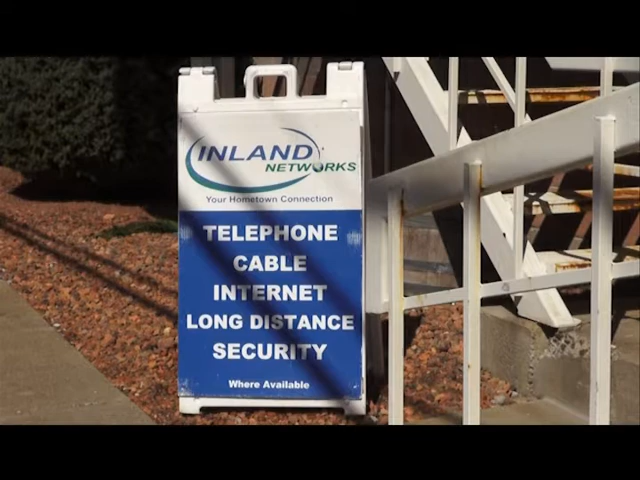 INLAND
NETWORKS
Your Hometown Connection
TELEPHONE
CABLE
INTERNET
LONG DISTANCE
SECURITY
Where Available